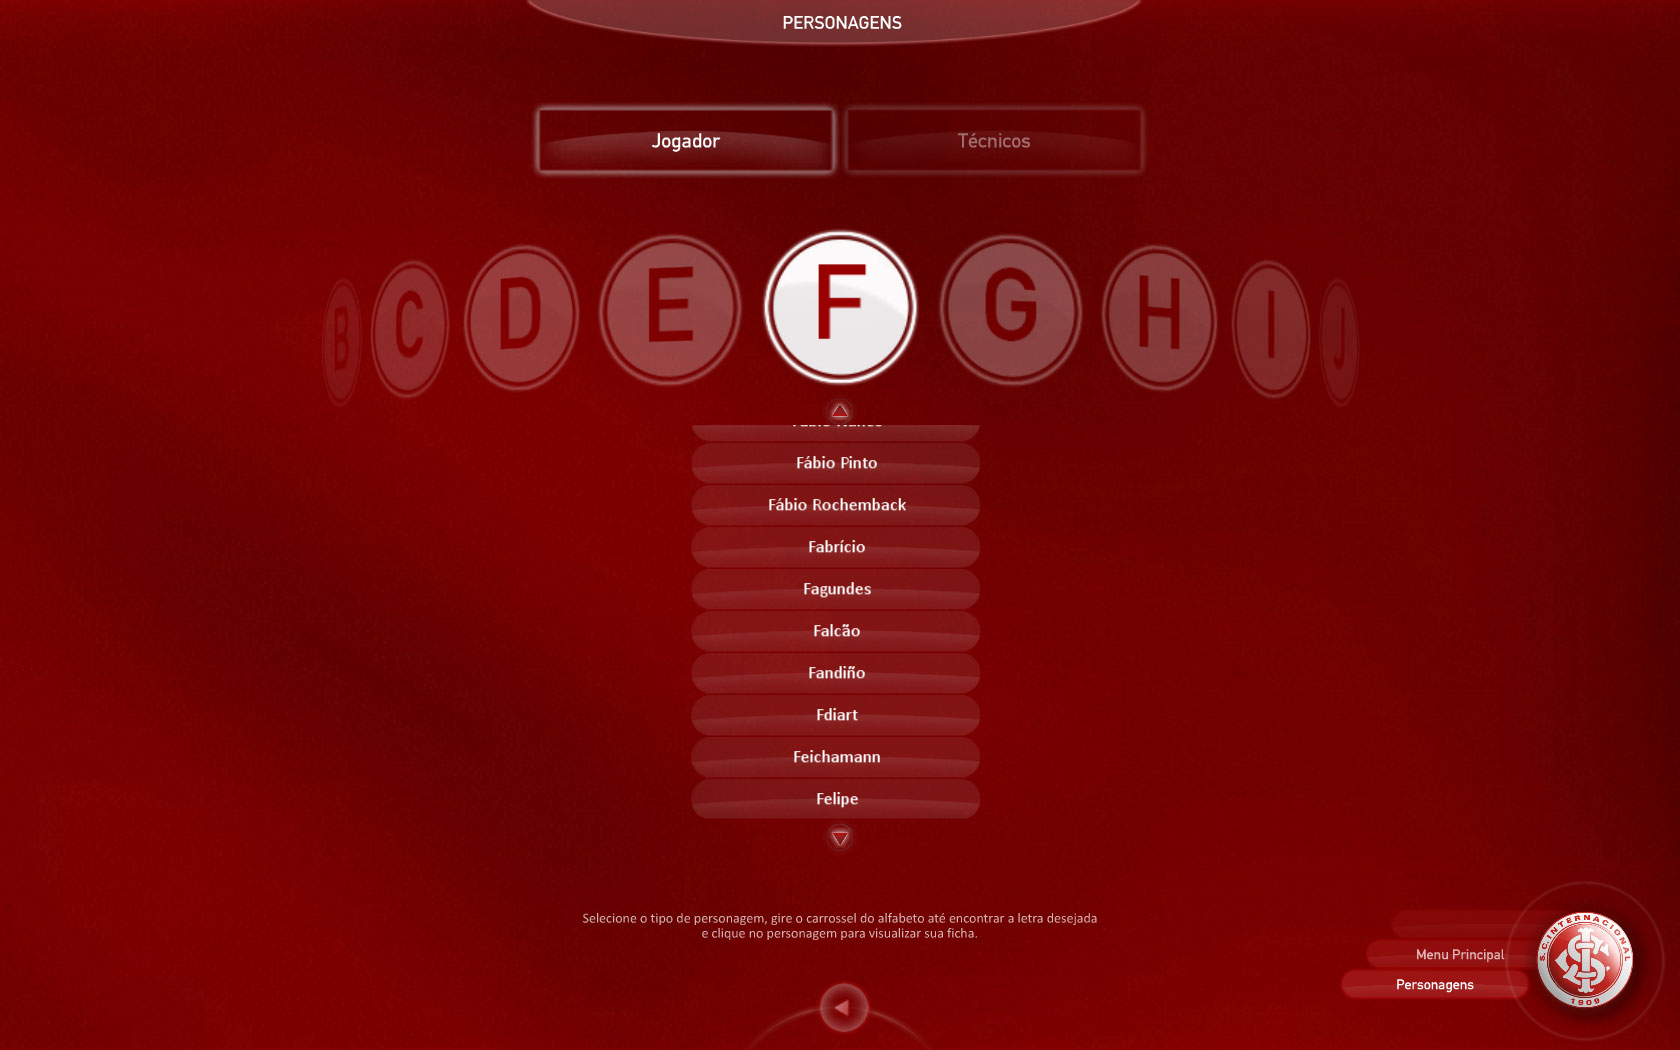 PERSONAGENS
Jogador
Técnicos
B C D E F G H I J
Fábio Pinto
Fábio Rochemback
Fabrício
Fagundes
Falcão
Fandiño
Fdiart
Feichamann
Felipe
Selecione o tipo de personagem, gire o carrossel do alfabeto até encontrar a letra desejada
e clique no personagem para visualizar sua ficha.
Menu Principal
Personagens
S.C. INTERNACIONAL
1909